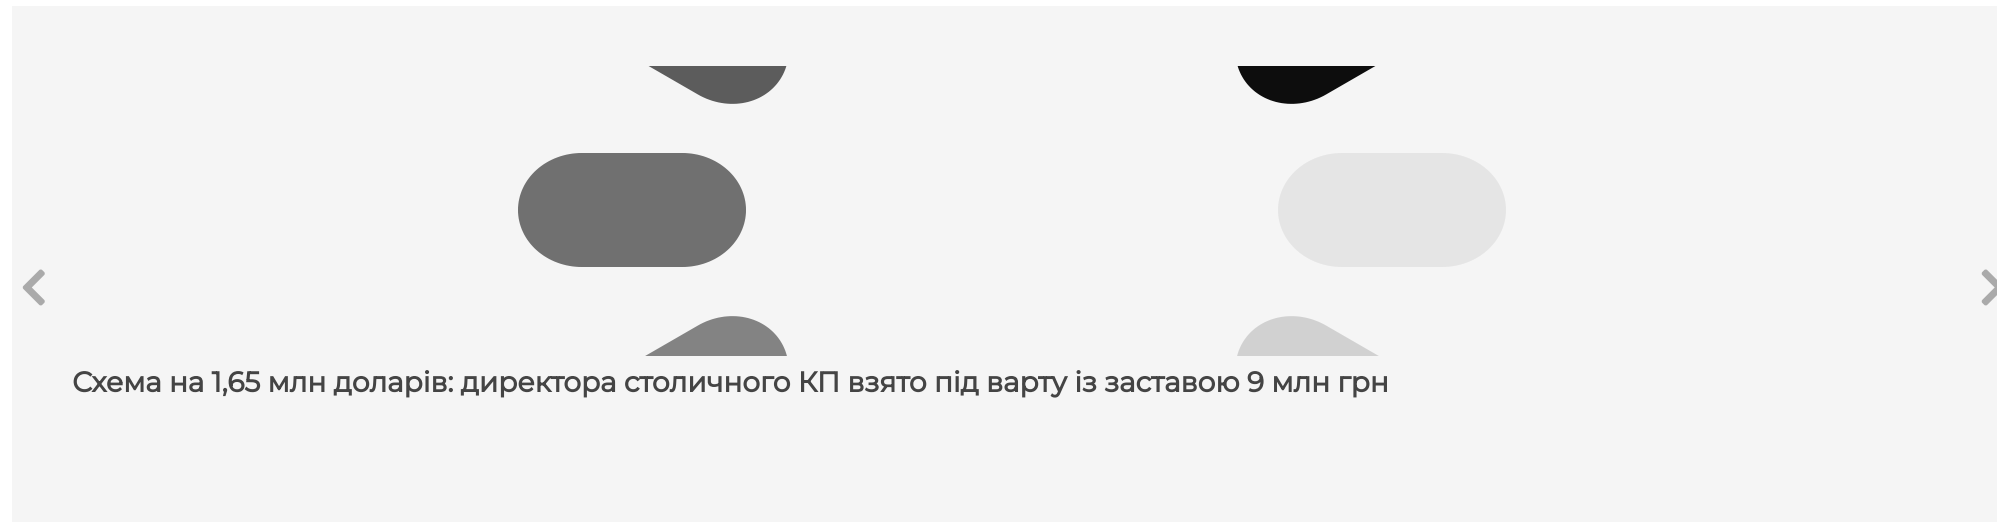 Схема на 1,65 млн доларів: директора столичного КП взято під варту із заставою 9 млн грн